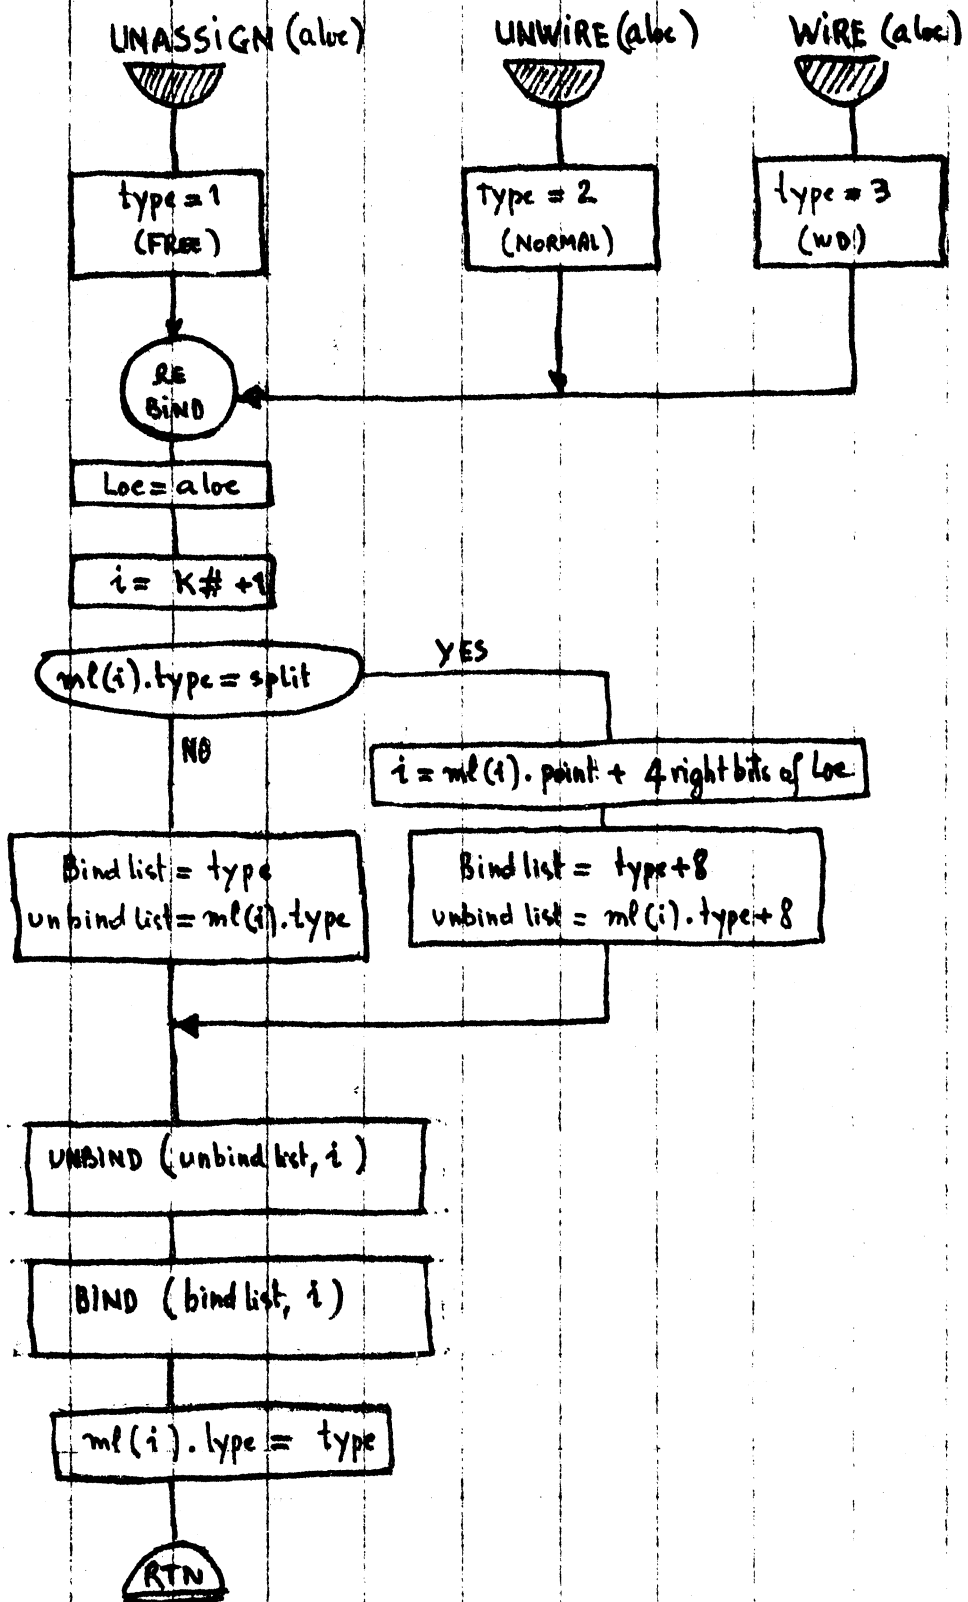 UNASSIGN (aloc)
UNWIRE (aloc)
WIRE (aloc)
type = 1
(FREE)
Type = 2
(NORMAL)
type = 3
(WD)
RE
BIND
Loc = aloc
i = K# +1
ml(i).type = split
YES
NO
i = ml(i). point + 4 right bits of Loc
Bind list = type
unbind list = ml(i).type
Bind list = type+8
unbind list = ml(i).type+8
UNBIND (unbind list, i)
BIND (bind list, i)
ml(i).type = type
RTN